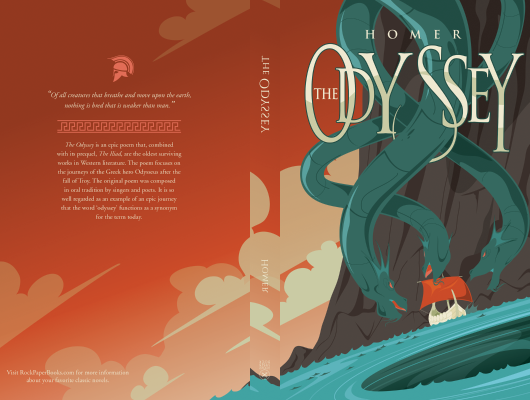 "Of all creatures that breathe and move upon the earth,
nothing is bred that is weaker than man."
The Odyssey is an epic poem that, combined
with its prequel, The Iliad, are the oldest surviving
works in Western literature. The poem focuses on
the journeys of the Greek hero Odysseus after the
fall of Troy. The original poem was composed
in oral tradition by singers and poets. It is so
well regarded as an example of an epic journey
that the word 'odyssey' functions as a synonym
for the term today.
Visit RockPaperBooks.com for more information
about your favorite classic novels.
THE ODYSSEY
HOMER
HOMER
THE ODYSSEY